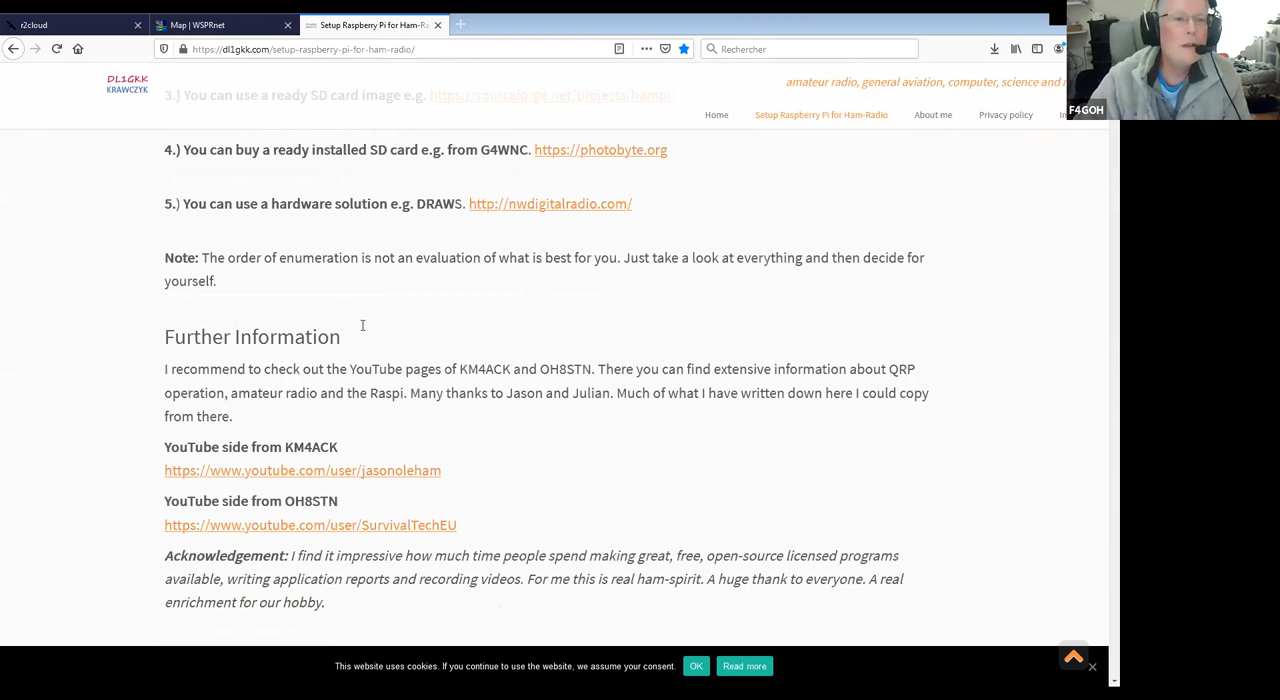 r2cloud
Map | WSPRnet
Setup Raspberry Pi for Ham-Ra
https://dl1gkk.com/setup-raspberry-pi-for-ham-radio/
Rechercher
F4GOH
DL1GKK
KRAWCZYK
amateur radio, general aviation, computer, science and
Home
Setup Raspberry Pi for Ham-Radio
About me
Privacy policy
3.) You can use a ready SD card image e.g. https://sourceforge.net/projects/hampi/
4.) You can buy a ready installed SD card e.g. from G4WNC. https://photobyte.org
5.) You can use a hardware solution e.g. DRAWS. http://nwdigitalradio.com/
Note: The order of enumeration is not an evaluation of what is best for you. Just take a look at everything and then decide for
yourself.
Further Information
I recommend to check out the YouTube pages of KM4ACK and OH8STN. There you can find extensive information about QRP
operation, amateur radio and the Raspi. Many thanks to Jason and Julian. Much of what I have written down here I could copy
from there.
YouTube side from KM4ACK
https://www.youtube.com/user/jasonoleham
YouTube side from OH8STN
https://www.youtube.com/user/SurvivalTechEU
Acknowledgement: I find it impressive how much time people spend making great, free, open-source licensed programs
available, writing application reports and recording videos. For me this is real ham-spirit. A huge thank to everyone. A real
enrichment for our hobby.
This website uses cookies. If you continue to use the website, we assume your consent.
OK
Read more